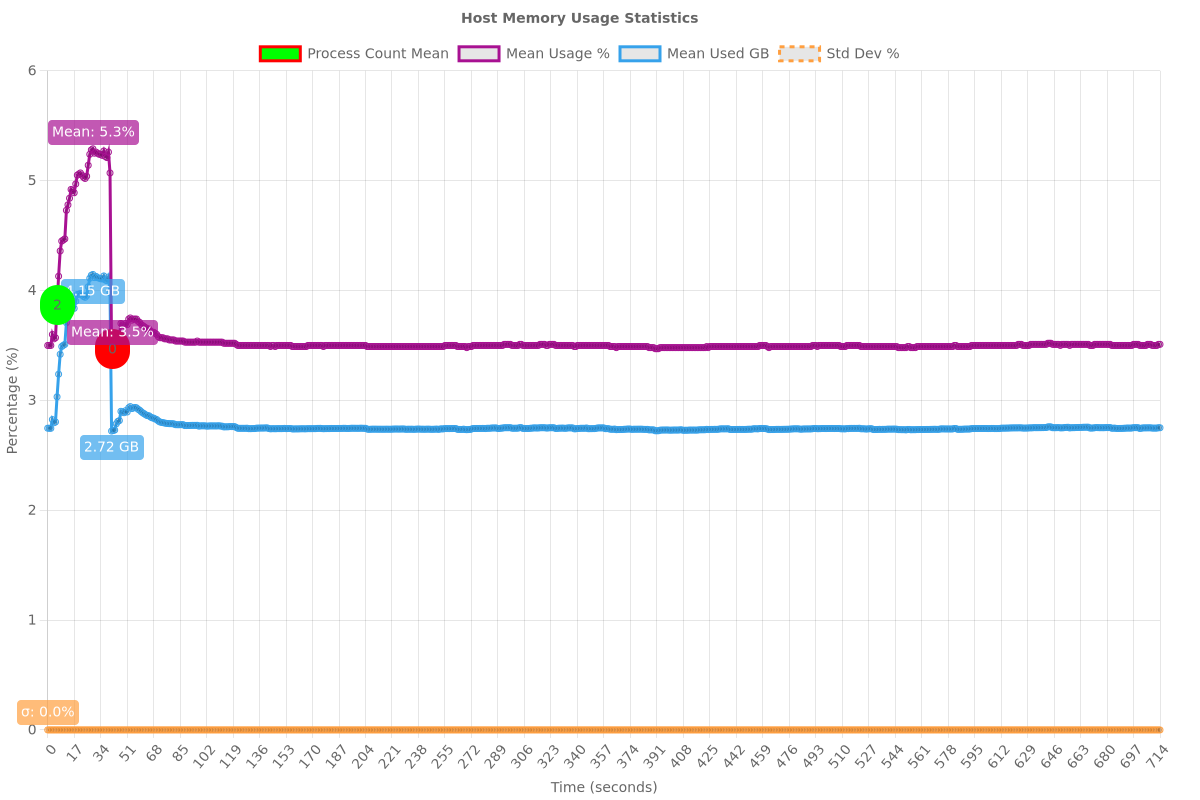 Host Memory Usage Statistics
Process Count Mean
Mean Usage %
Mean Used GB
Std Dev %
6
5
4
3
2
1
0
Percentage (%)
Mean: 5.3%
4.15 GB
2
Mean: 3.5%
2.72 GB
σ: 0.0%
0 17 34 51 68 85 102 119 136 153 170 187 204 221 238 255 272 289 306 323 340 357 374 391 408 425 442 459 476 493 510 527 544 561 578 595 612 629 646 663 680 697 714
Time (seconds)